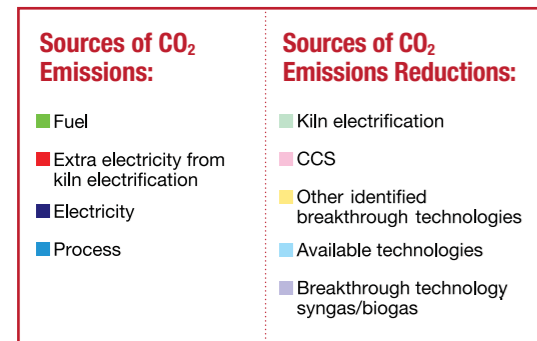 Sources of CO₂
Emissions:
Fuel
Extra electricity from
kiln electrification
Electricity
Process
Sources of CO₂
Emissions Reductions:
Kiln electrification
CCS
Other identified
breakthrough technologies
Available technologies
Breakthrough technology
syngas/biogas